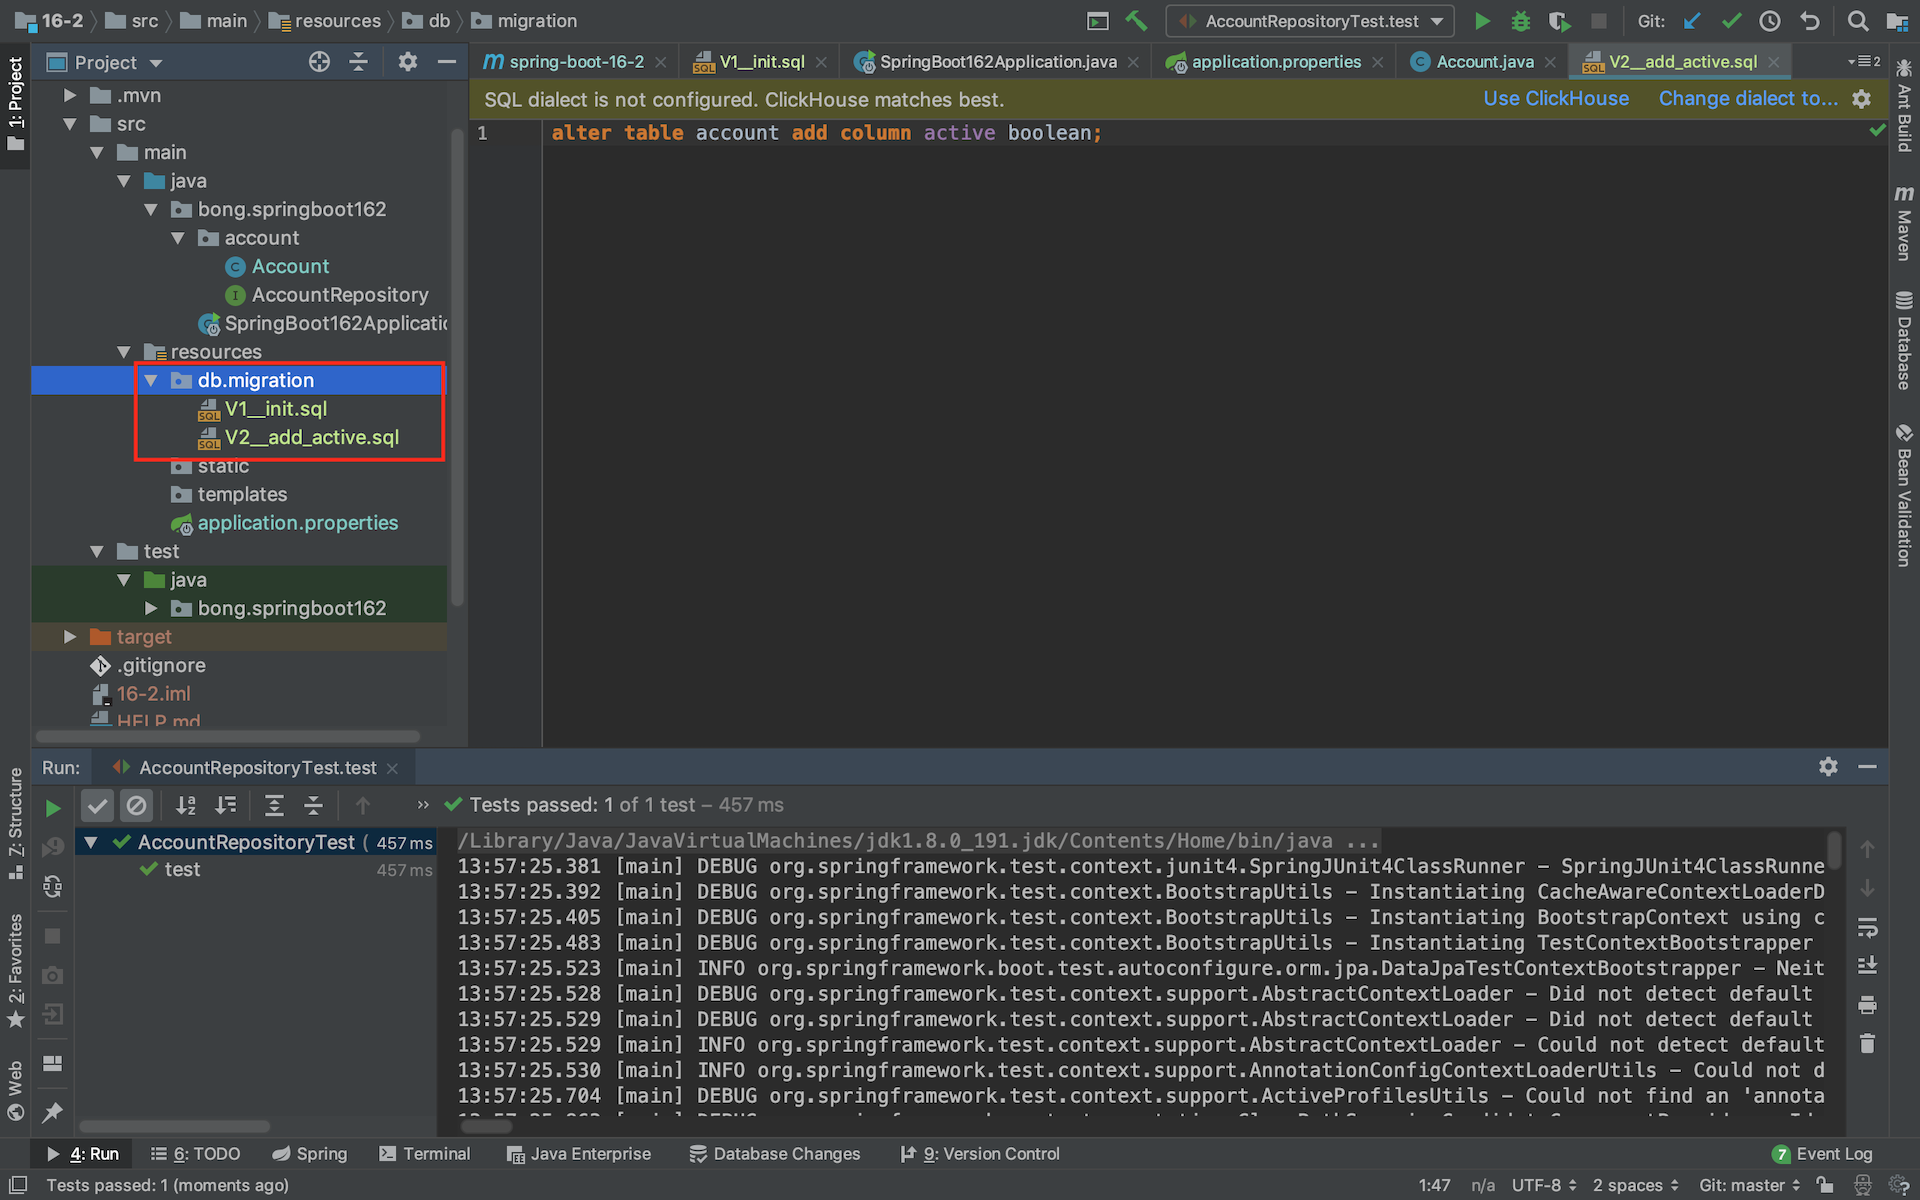 16-2 src main resources db migration AccountRepositoryTest.test Git:
1: Project
Project
spring-boot-16-2 V1__init.sql SpringBoot162Application.java application.properties Account.java V2__add_active.sql 2
SQL dialect is not configured. ClickHouse matches best. Use ClickHouse Change dialect to...
1 alter table account add column active boolean;
.mvn
src
main
java
bong.springboot162
account
Account
AccountRepository
SpringBoot162Applicatio
resources
db.migration
V1__init.sql
V2__add_active.sql
static
templates
application.properties
test
java
bong.springboot162
target
.gitignore
16-2.iml
HELP.md
Ant Build
Maven
Database
Bean Validation
Run: AccountRepositoryTest.test
Tests passed: 1 of 1 test – 457 ms
AccountRepositoryTest ( 457 ms
test 457 ms
/Library/Java/JavaVirtualMachines/jdk1.8.0_191.jdk/Contents/Home/bin/java ...
13:57:25.381 [main] DEBUG org.springframework.test.context.junit4.SpringJUnit4ClassRunner - SpringJUnit4ClassRunne
13:57:25.392 [main] DEBUG org.springframework.test.context.BootstrapUtils - Instantiating CacheAwareContextLoaderD
13:57:25.405 [main] DEBUG org.springframework.test.context.BootstrapUtils - Instantiating BootstrapContext using c
13:57:25.483 [main] DEBUG org.springframework.test.context.BootstrapUtils - Instantiating TestContextBootstrapper
13:57:25.523 [main] INFO org.springframework.boot.test.autoconfigure.orm.jpa.DataJpaTestContextBootstrapper - Neit
13:57:25.528 [main] DEBUG org.springframework.test.context.support.AbstractContextLoader - Did not detect default
13:57:25.529 [main] DEBUG org.springframework.test.context.support.AbstractContextLoader - Did not detect default
13:57:25.529 [main] INFO org.springframework.test.context.support.AbstractContextLoader - Could not detect default
13:57:25.530 [main] INFO org.springframework.test.context.support.AnnotationConfigContextLoaderUtils - Could not d
13:57:25.704 [main] DEBUG org.springframework.test.context.support.ActiveProfilesUtils - Could not find an 'annota
Z: Structure
2: Favorites
Web
4: Run 6: TODO Spring Terminal Java Enterprise Database Changes 9: Version Control 7 Event Log
Tests passed: 1 (moments ago) 1:47 n/a UTF-8 2 spaces Git: master